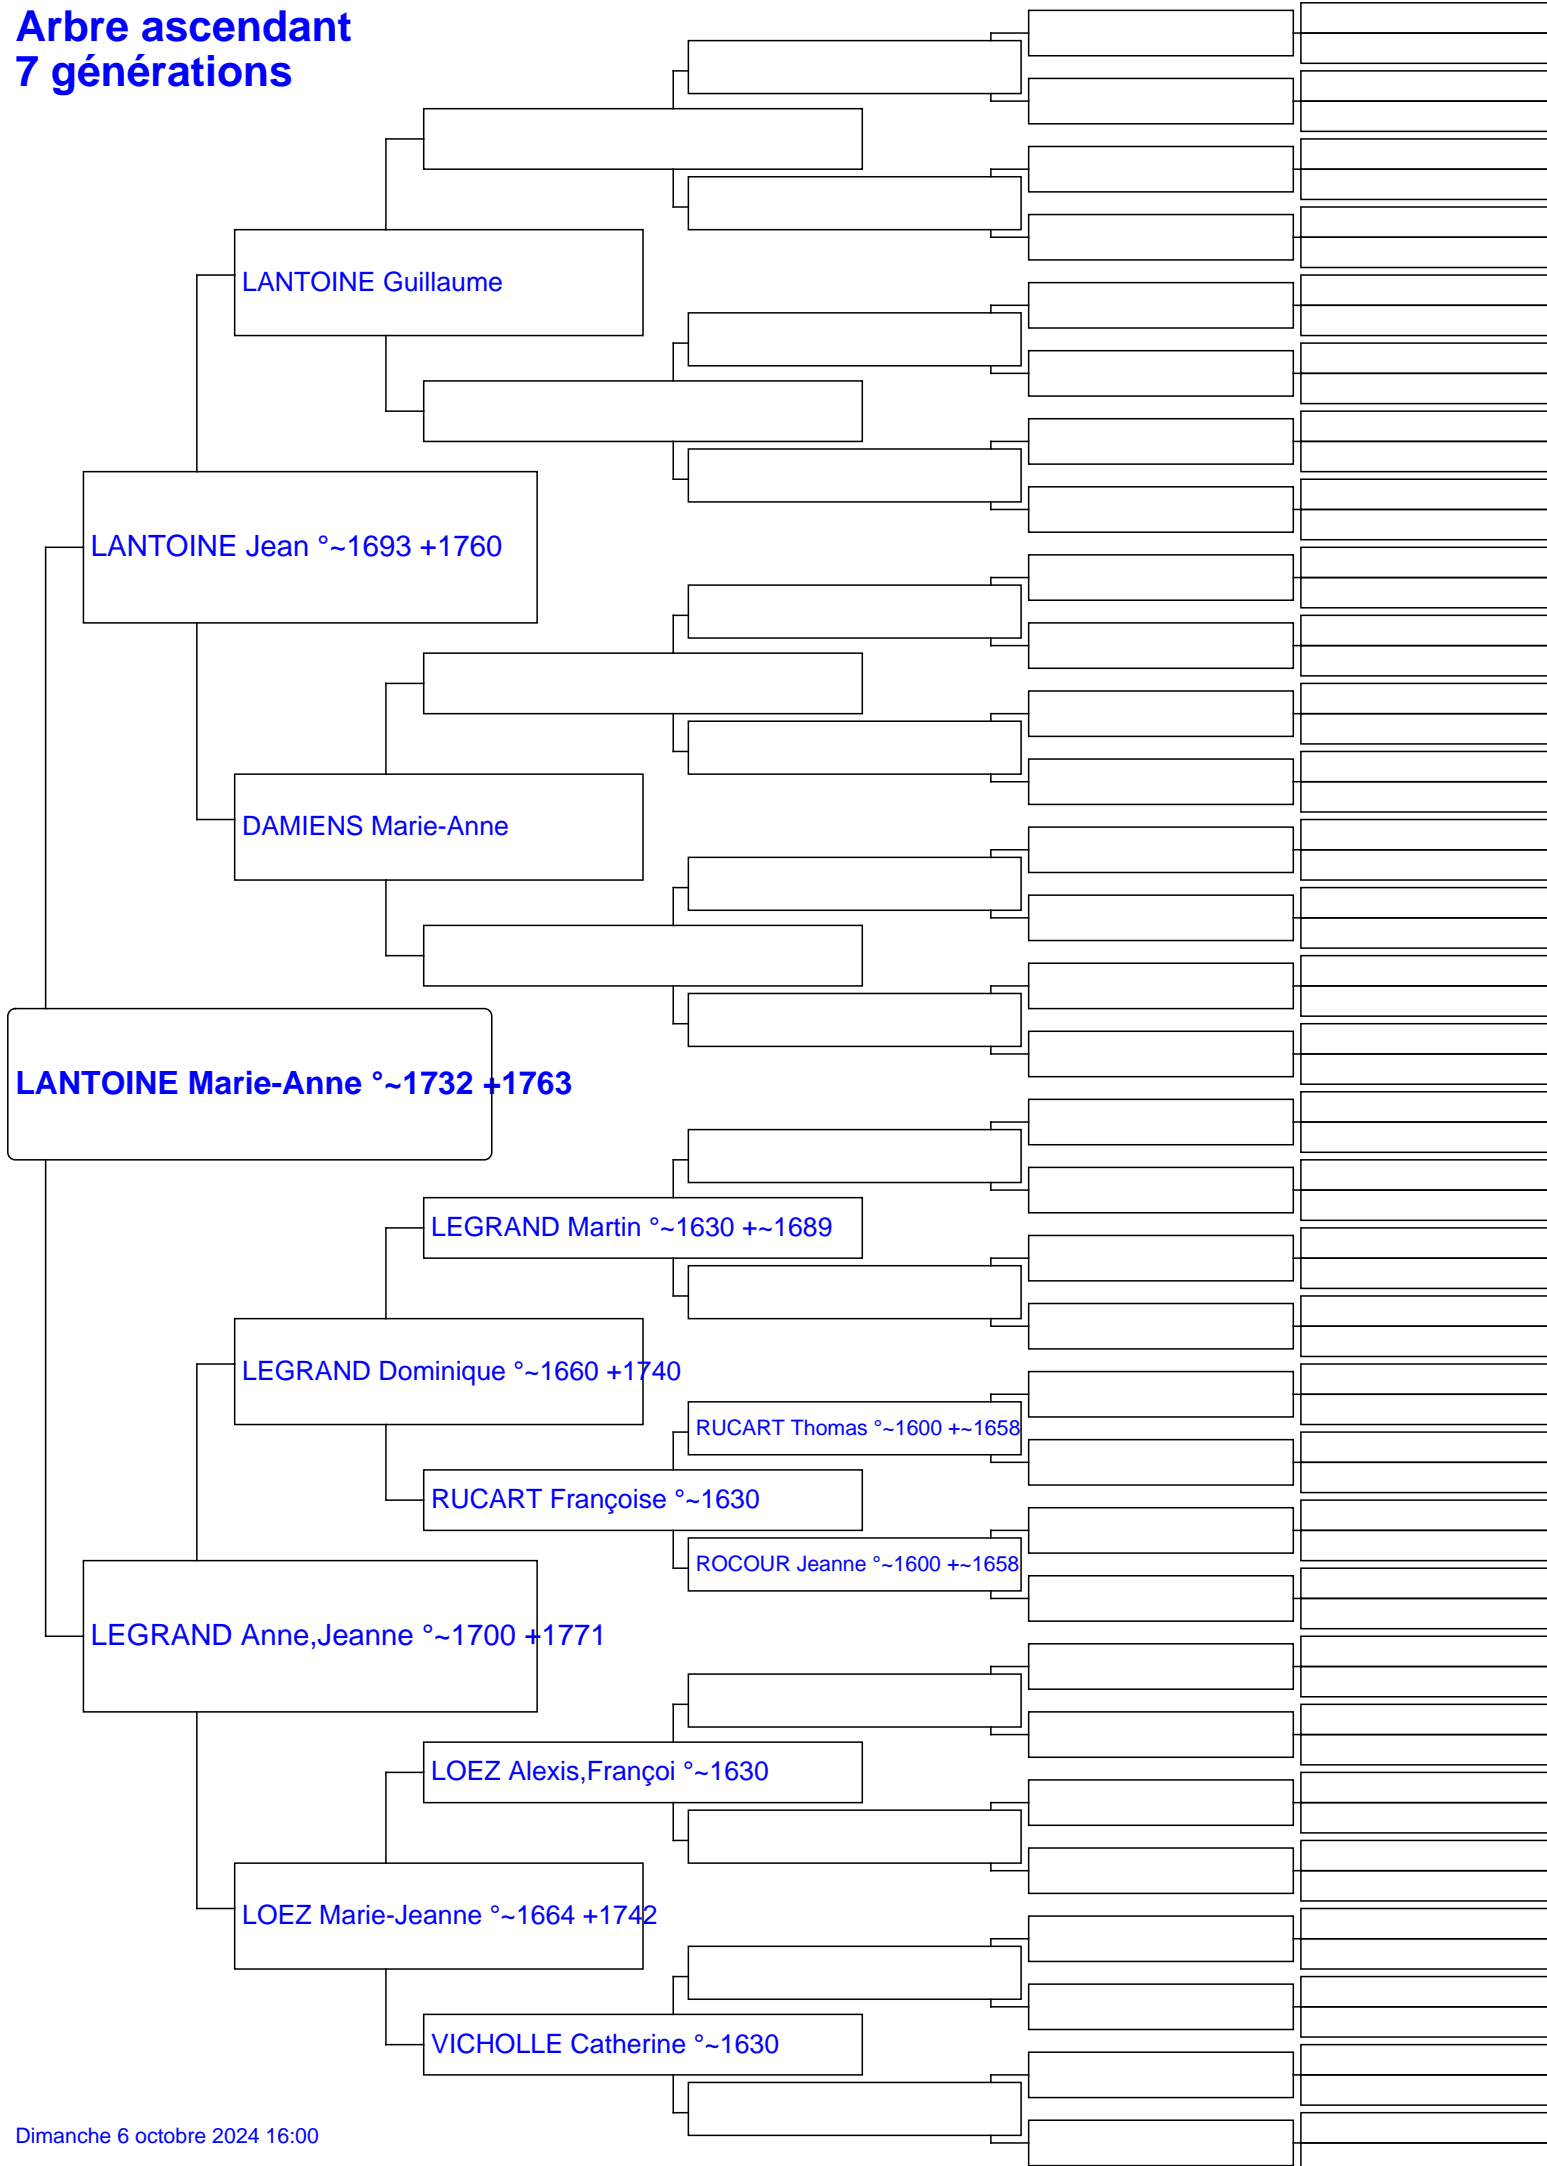 Arbre ascendant
7 générations
LANTOINE Guillaume
LANTOINE Jean °~1693 +1760
DAMIENS Marie-Anne
LANTOINE Marie-Anne °~1732 +1763
LEGRAND Martin °~1630 +~1689
LEGRAND Dominique °~1660 +1740
RUCART Thomas °~1600 +~1658
RUCART Françoise °~1630
ROCOUR Jeanne °~1600 +~1658
LEGRAND Anne,Jeanne °~1700 +1771
LOEZ Alexis,Françoi °~1630
LOEZ Marie-Jeanne °~1664 +1742
VICHOLLE Catherine °~1630
Dimanche 6 octobre 2024 16:00